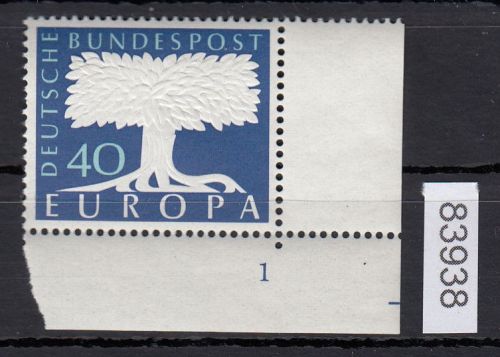 DEUTSCHE
BUNDESPOST
40
EUROPA
1
83938